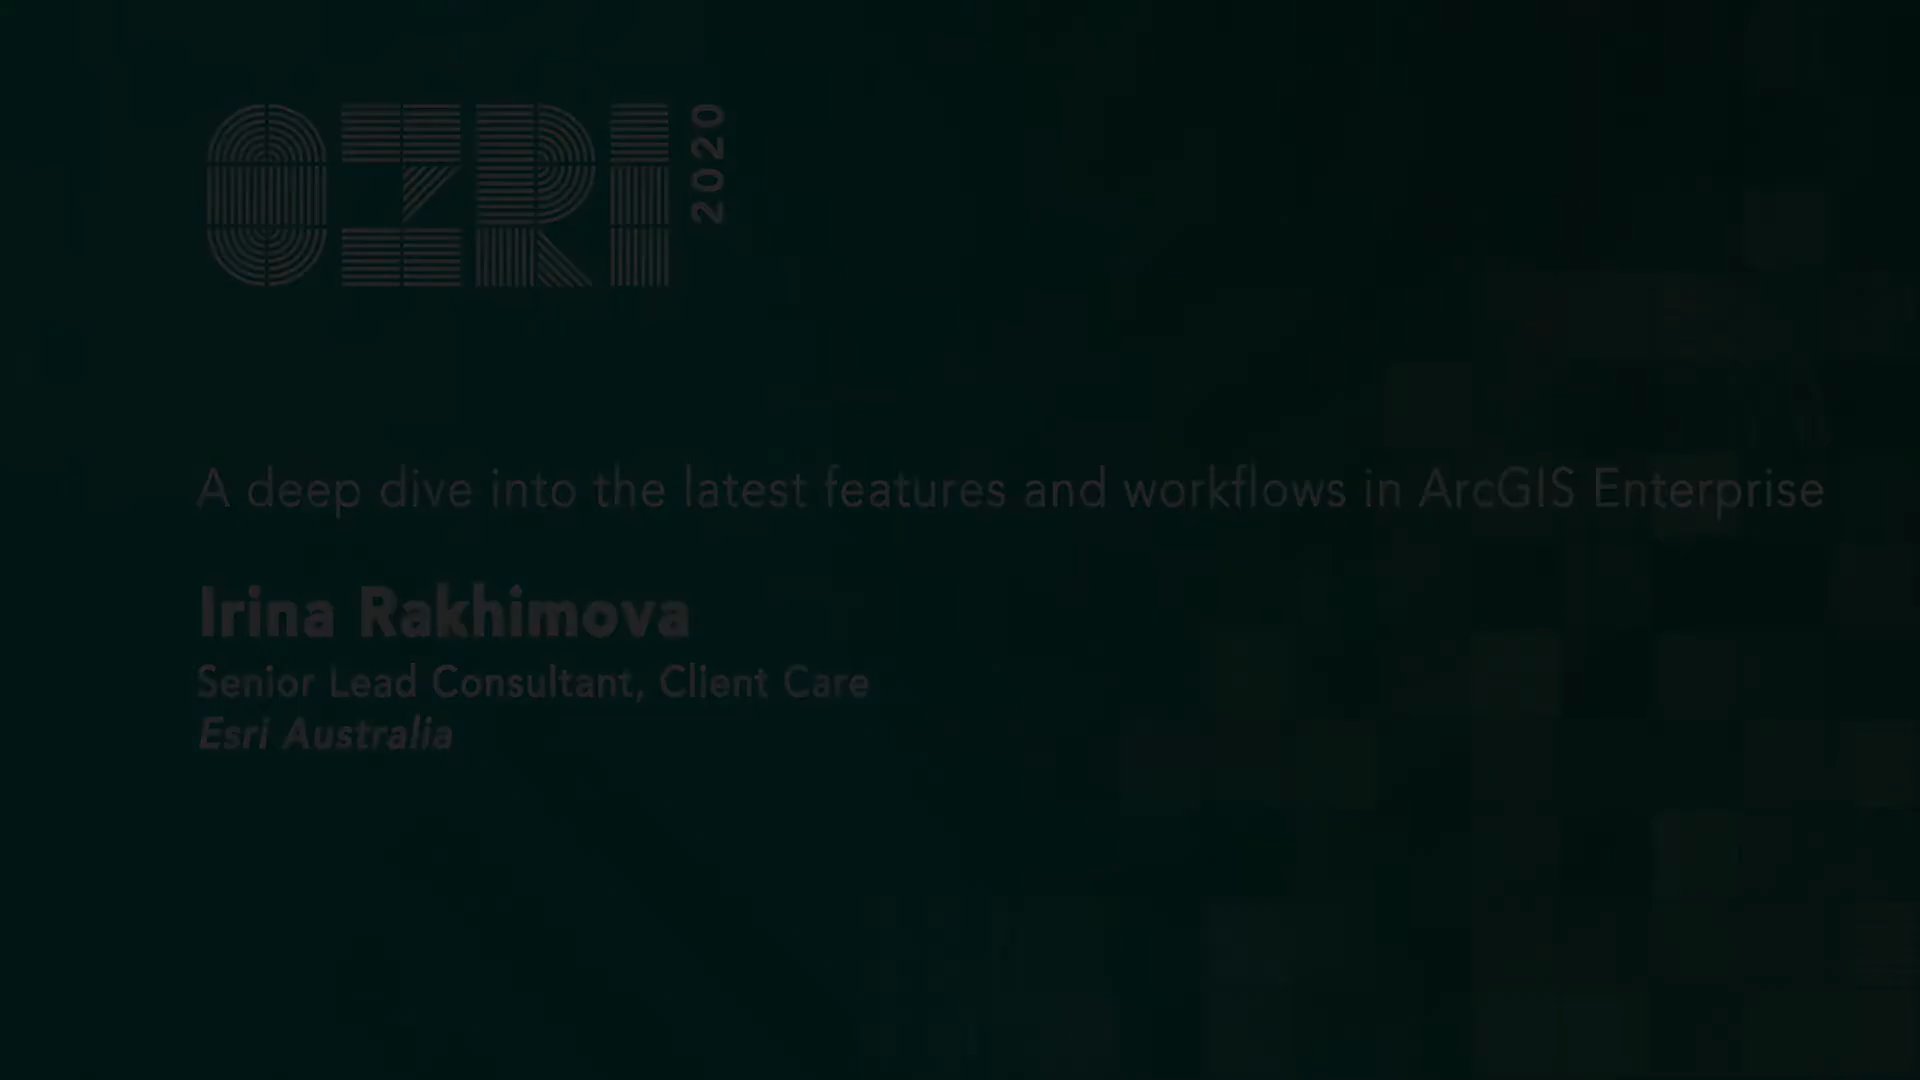 OZRI 2020
A deep dive into the latest features and workflows in ArcGIS Enterprise
Irina Rakhimova
Senior Lead Consultant, Client Care
Esri Australia